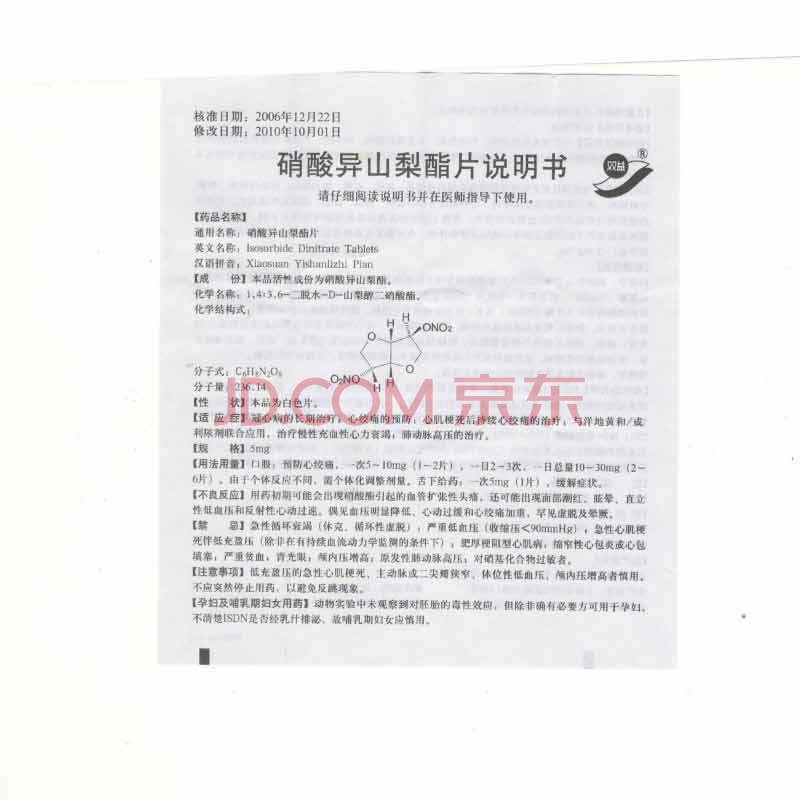 核准日期：2006年12月22日
修改日期：2010年10月01日
硝酸异山梨酯片说明书
双益®
请仔细阅读说明书并在医师指导下使用。
【药品名称】
通用名称：硝酸异山梨酯片
英文名称：Isosorbide Dinitrate Tablets
汉语拼音：Xiaosuan Yishanlizhi Pian
【成　份】本品活性成份为硝酸异山梨酯。
化学名称：1,4:3,6-二脱水-D-山梨醇二硝酸酯。
化学结构式：
H H ONO₂
O
O
O₂NO H H
分子式：C₆H₈N₂O₈
分子量：236.14
JD.COM 京东
【性　状】本品为白色片。
【适 应 症】冠心病的长期治疗；心绞痛的预防；心肌梗死后持续心绞痛的治疗；与洋地黄和/或
利尿剂联合应用，治疗慢性充血性心力衰竭；肺动脉高压的治疗。
【规　格】5mg
【用法用量】口服：预防心绞痛，一次5~10mg（1~2片），一日2~3次，一日总量10~30mg（2~
6片）。由于个体反应不同，需个体化调整剂量。舌下给药：一次5mg（1片），缓解症状。
【不良反应】用药初期可能会出现硝酸酯引起的血管扩张性头痛，还可能出现面部潮红、眩晕、直立
性低血压和反射性心动过速。偶见血压明显降低、心动过缓和心绞痛加重，罕见虚脱及晕厥。
【禁　忌】急性循环衰竭（休克、循环性虚脱）；严重低血压（收缩压＜90mmHg）；急性心肌梗
死伴低充盈压（除非在有持续血流动力学监测的条件下）；肥厚梗阻型心肌病；缩窄性心包炎或心包
填塞；严重贫血；青光眼；颅内压增高；原发性肺动脉高压；对硝基化合物过敏者。
【注意事项】低充盈压的急性心肌梗死、主动脉或二尖瓣狭窄、体位性低血压、颅内压增高者慎用。
不应突然停止用药，以避免反跳现象。
【孕妇及哺乳期妇女用药】动物实验中未观察到对胚胎的毒性效应，但除非确有必要方可用于孕妇。
不清楚ISDN是否经乳汁排泌，故哺乳期妇女应慎用。